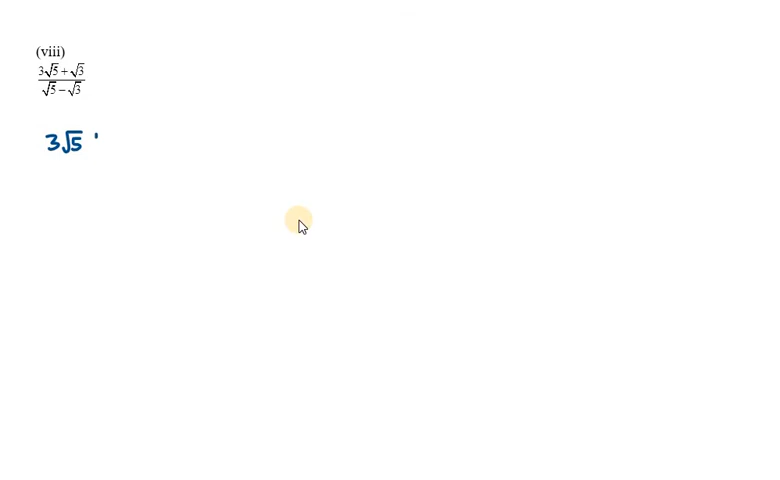 (viii)
3√5 + √3
√5 − √3
3√5 '